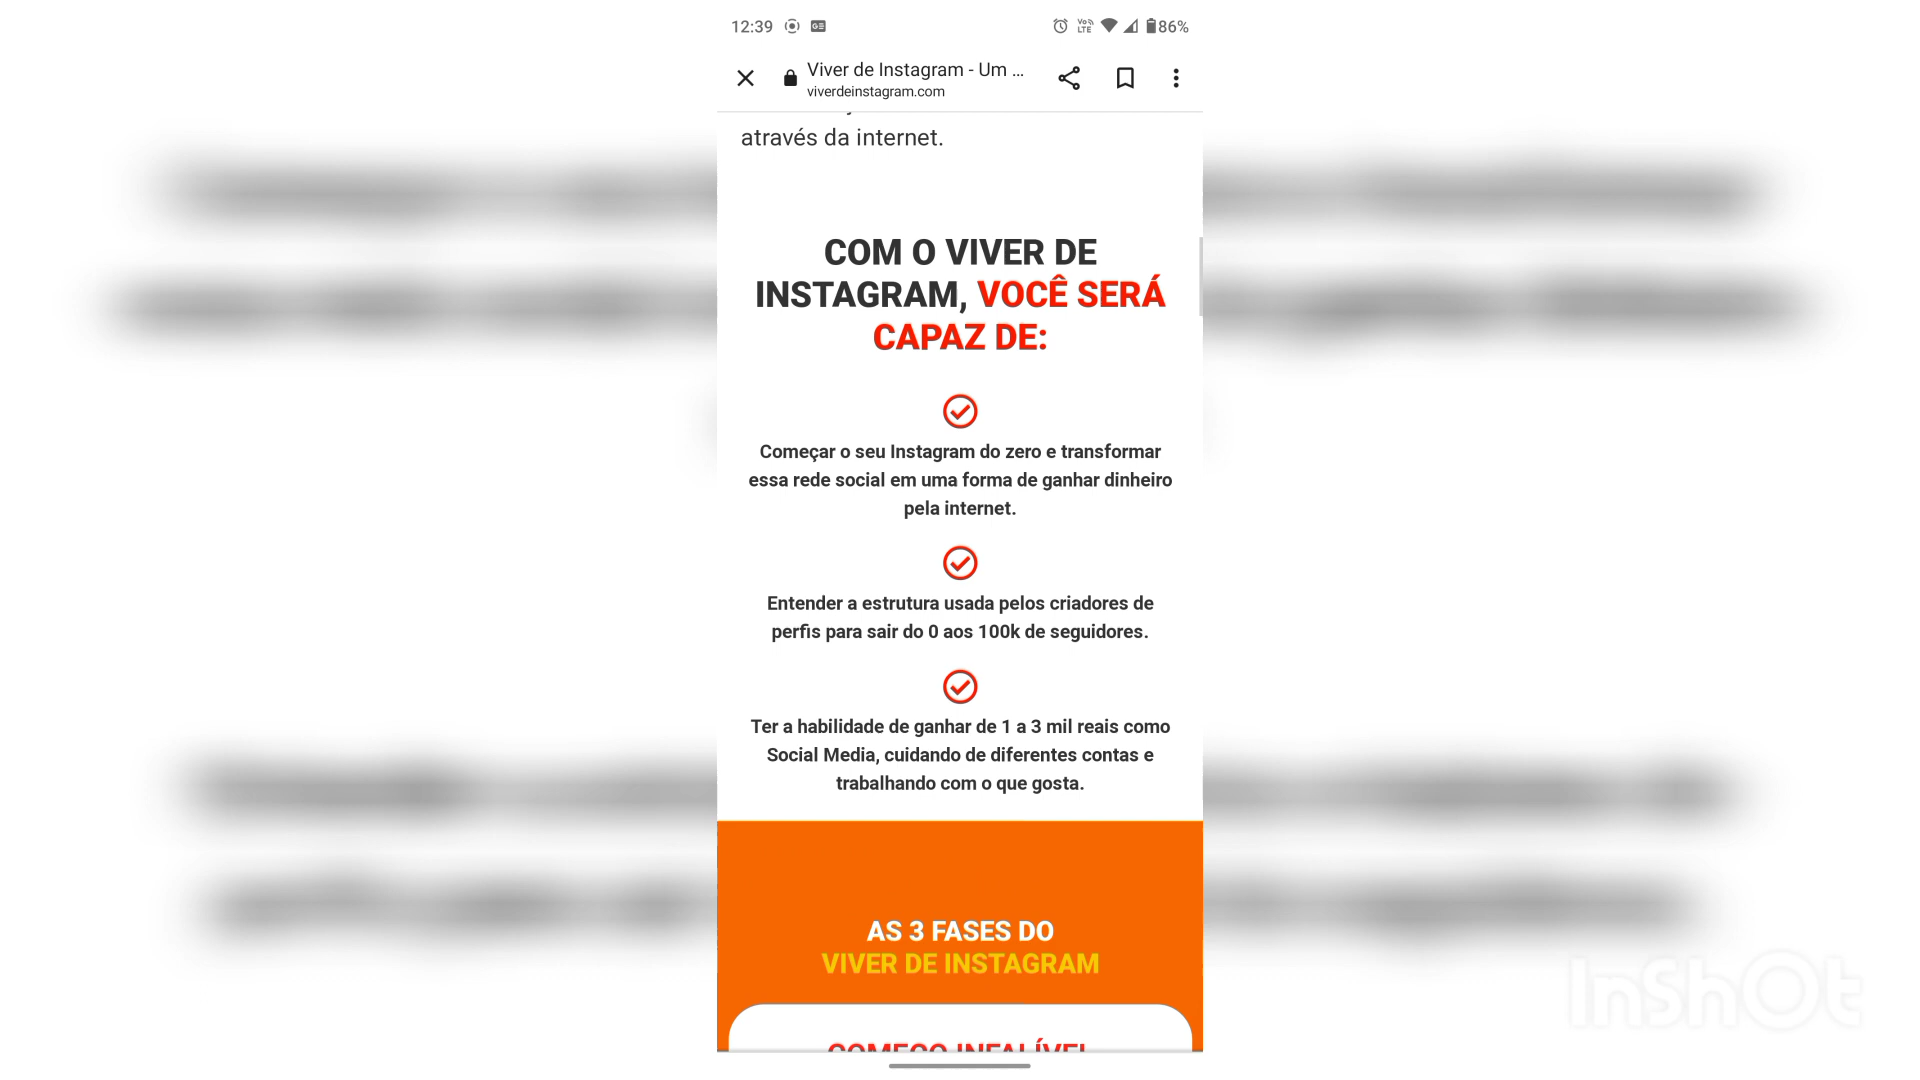 12:39
86%
Viver de Instagram - Um ...
viverdeinstagram.com
através da internet.
COM O VIVER DE
INSTAGRAM, VOCÊ SERÁ
CAPAZ DE:
Começar o seu Instagram do zero e transformar
essa rede social em uma forma de ganhar dinheiro
pela internet.
Entender a estrutura usada pelos criadores de
perfis para sair do 0 aos 100k de seguidores.
Ter a habilidade de ganhar de 1 a 3 mil reais como
Social Media, cuidando de diferentes contas e
trabalhando com o que gosta.
AS 3 FASES DO
VIVER DE INSTAGRAM
COMEÇO INFALÍVEL
InShOt